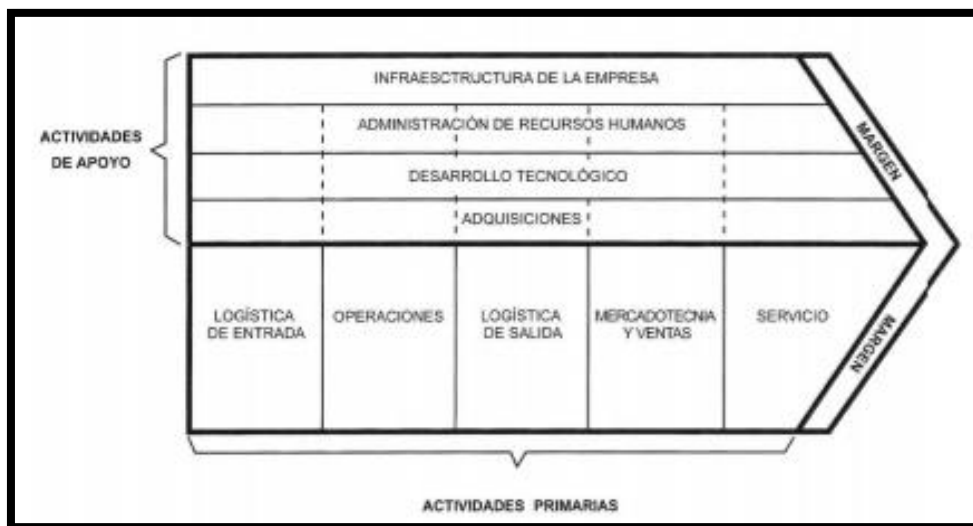 INFRAESCTRUCTURA DE LA EMPRESA
ACTIVIDADES
DE APOYO
ADMINISTRACIÓN DE RECURSOS HUMANOS
DESARROLLO TECNOLÓGICO
ADQUISICIONES
MARGEN
LOGÍSTICA
DE ENTRADA
OPERACIONES
LOGÍSTICA
DE SALIDA
MERCADOTECNIA
Y VENTAS
SERVICIO
MARGEN
ACTIVIDADES PRIMARIAS